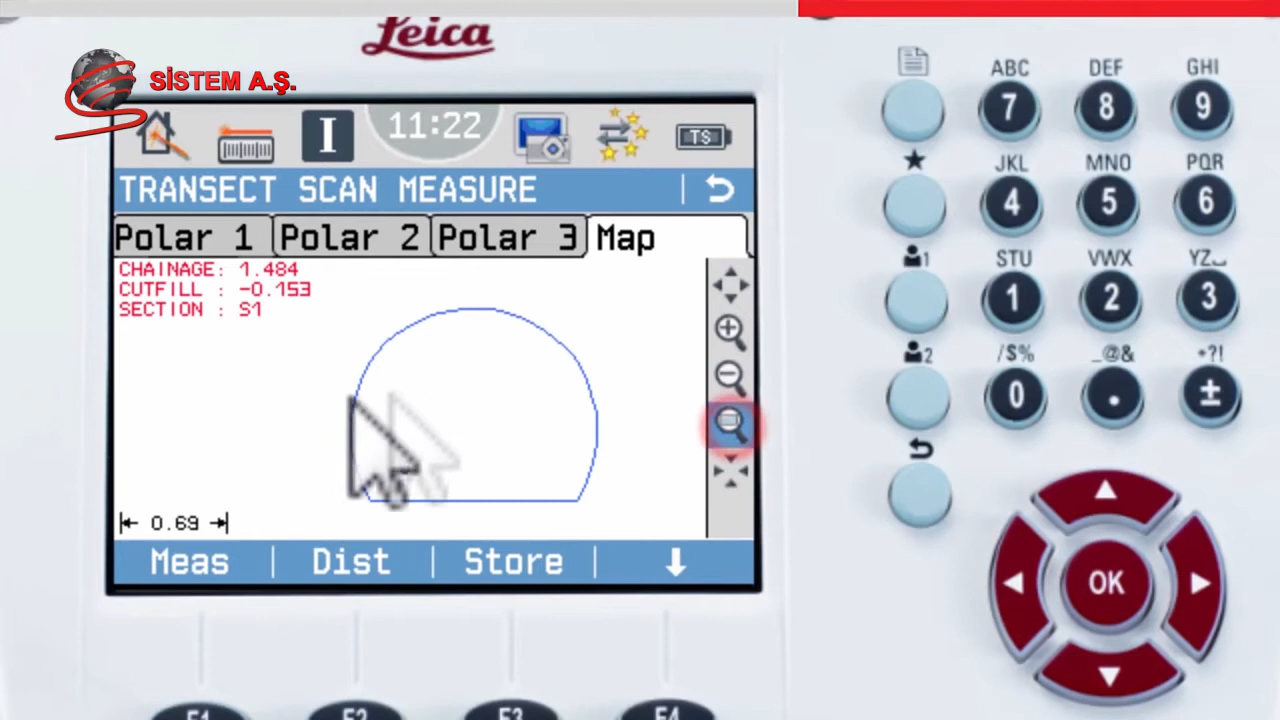 Leica
SİSTEM A.Ş.
I
11:22
TS
TRANSECT SCAN MEASURE
Polar 1
Polar 2
Polar 3
Map
CHAINAGE: 1.484
CUTFILL : -0.153
SECTION : S1
0.69
Meas
Dist
Store
F1
F2
F3
F4
ABC
DEF
GHI
7
8
9
JKL
MNO
PQR
4
5
6
1
STU
VWX
YZ
1
2
3
2
/$%
_@&
+?!
0
.
±
OK